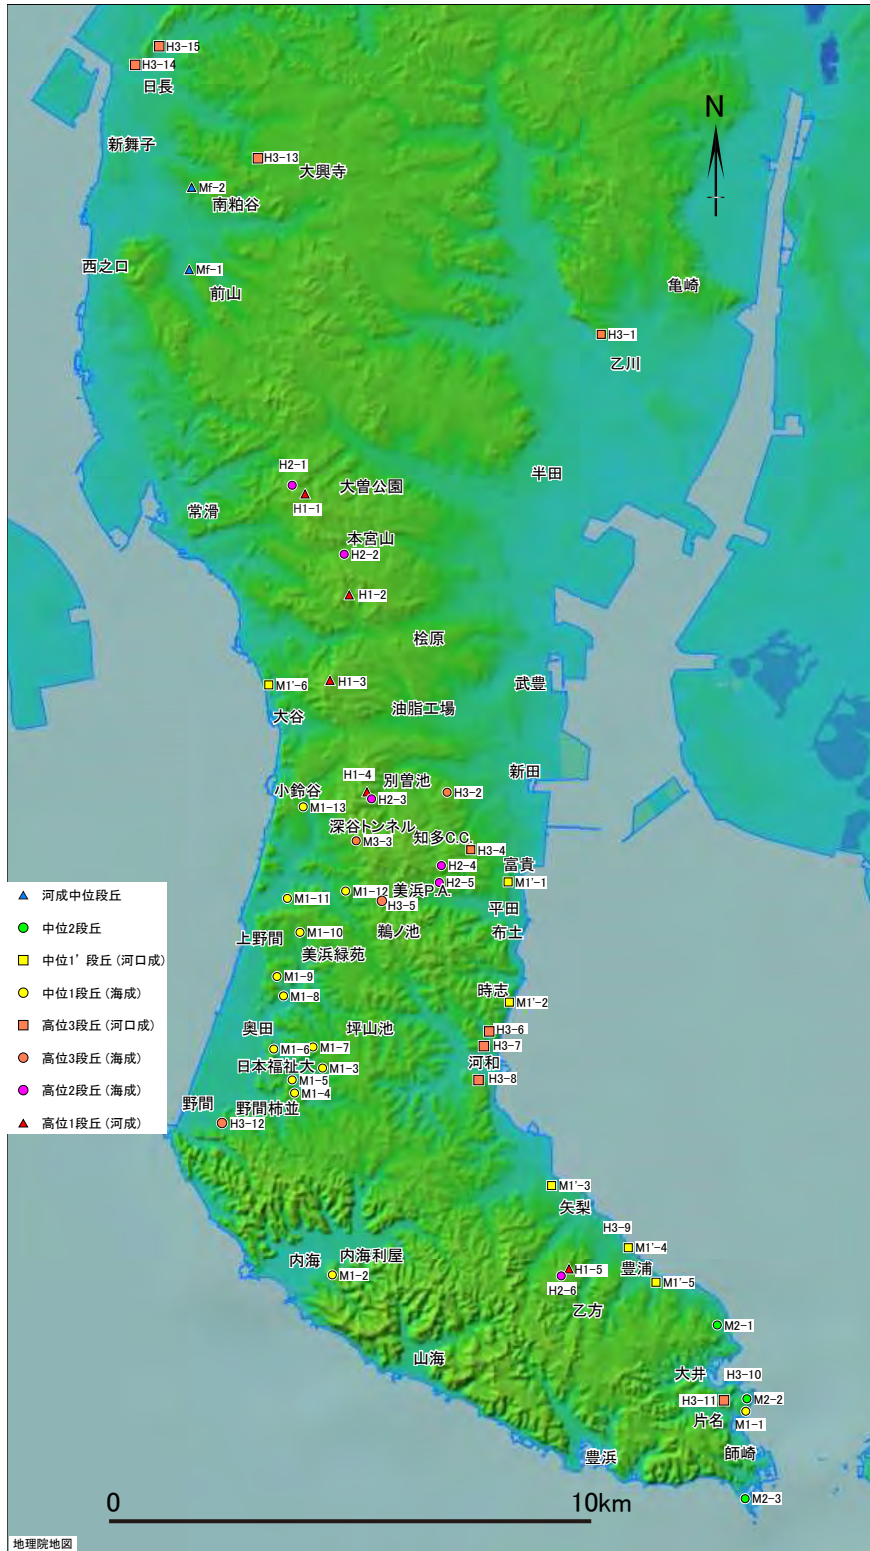 H3-15
H3-14
日長
N
新舞子
H3-13
大興寺
Mf-2
南粕谷
西之口
Mf-1
前山
亀崎
H3-1
乙川
H2-1
半田
大曽公園
H1-1
常滑
本宮山
H2-2
H1-2
桧原
H1-3
M1'-6
武豊
油脂工場
大谷
新田
H1-4
別曽池
小鈴谷
H2-3
H3-2
M1-13
深谷トンネル
知多C.C.
M3-3
H3-4
H2-4
富貴
H2-5
M1'-1
M1-12
美浜P.A.
M1-11
H3-5
平田
河成中位段丘
中位2段丘
中位1’段丘(河口成)
中位1段丘(海成)
高位3段丘(河口成)
高位3段丘(海成)
高位2段丘(海成)
高位1段丘(河成)
鵜ノ池
布土
M1-10
上野間
美浜緑苑
M1-9
時志
M1-8
M1'-2
奥田
坪山池
H3-6
H3-7
M1-6
M1-7
河和
日本福祉大
M1-3
H3-8
M1-5
M1-4
野間
野間柿並
H3-12
M1'-3
矢梨
H3-9
M1'-4
内海
内海利屋
H1-5
豊浦
M1-2
H2-6
M1'-5
乙方
M2-1
山海
大井
H3-10
H3-11
M2-2
片名
M1-1
師崎
豊浜
M2-3
0
10km
地理院地図